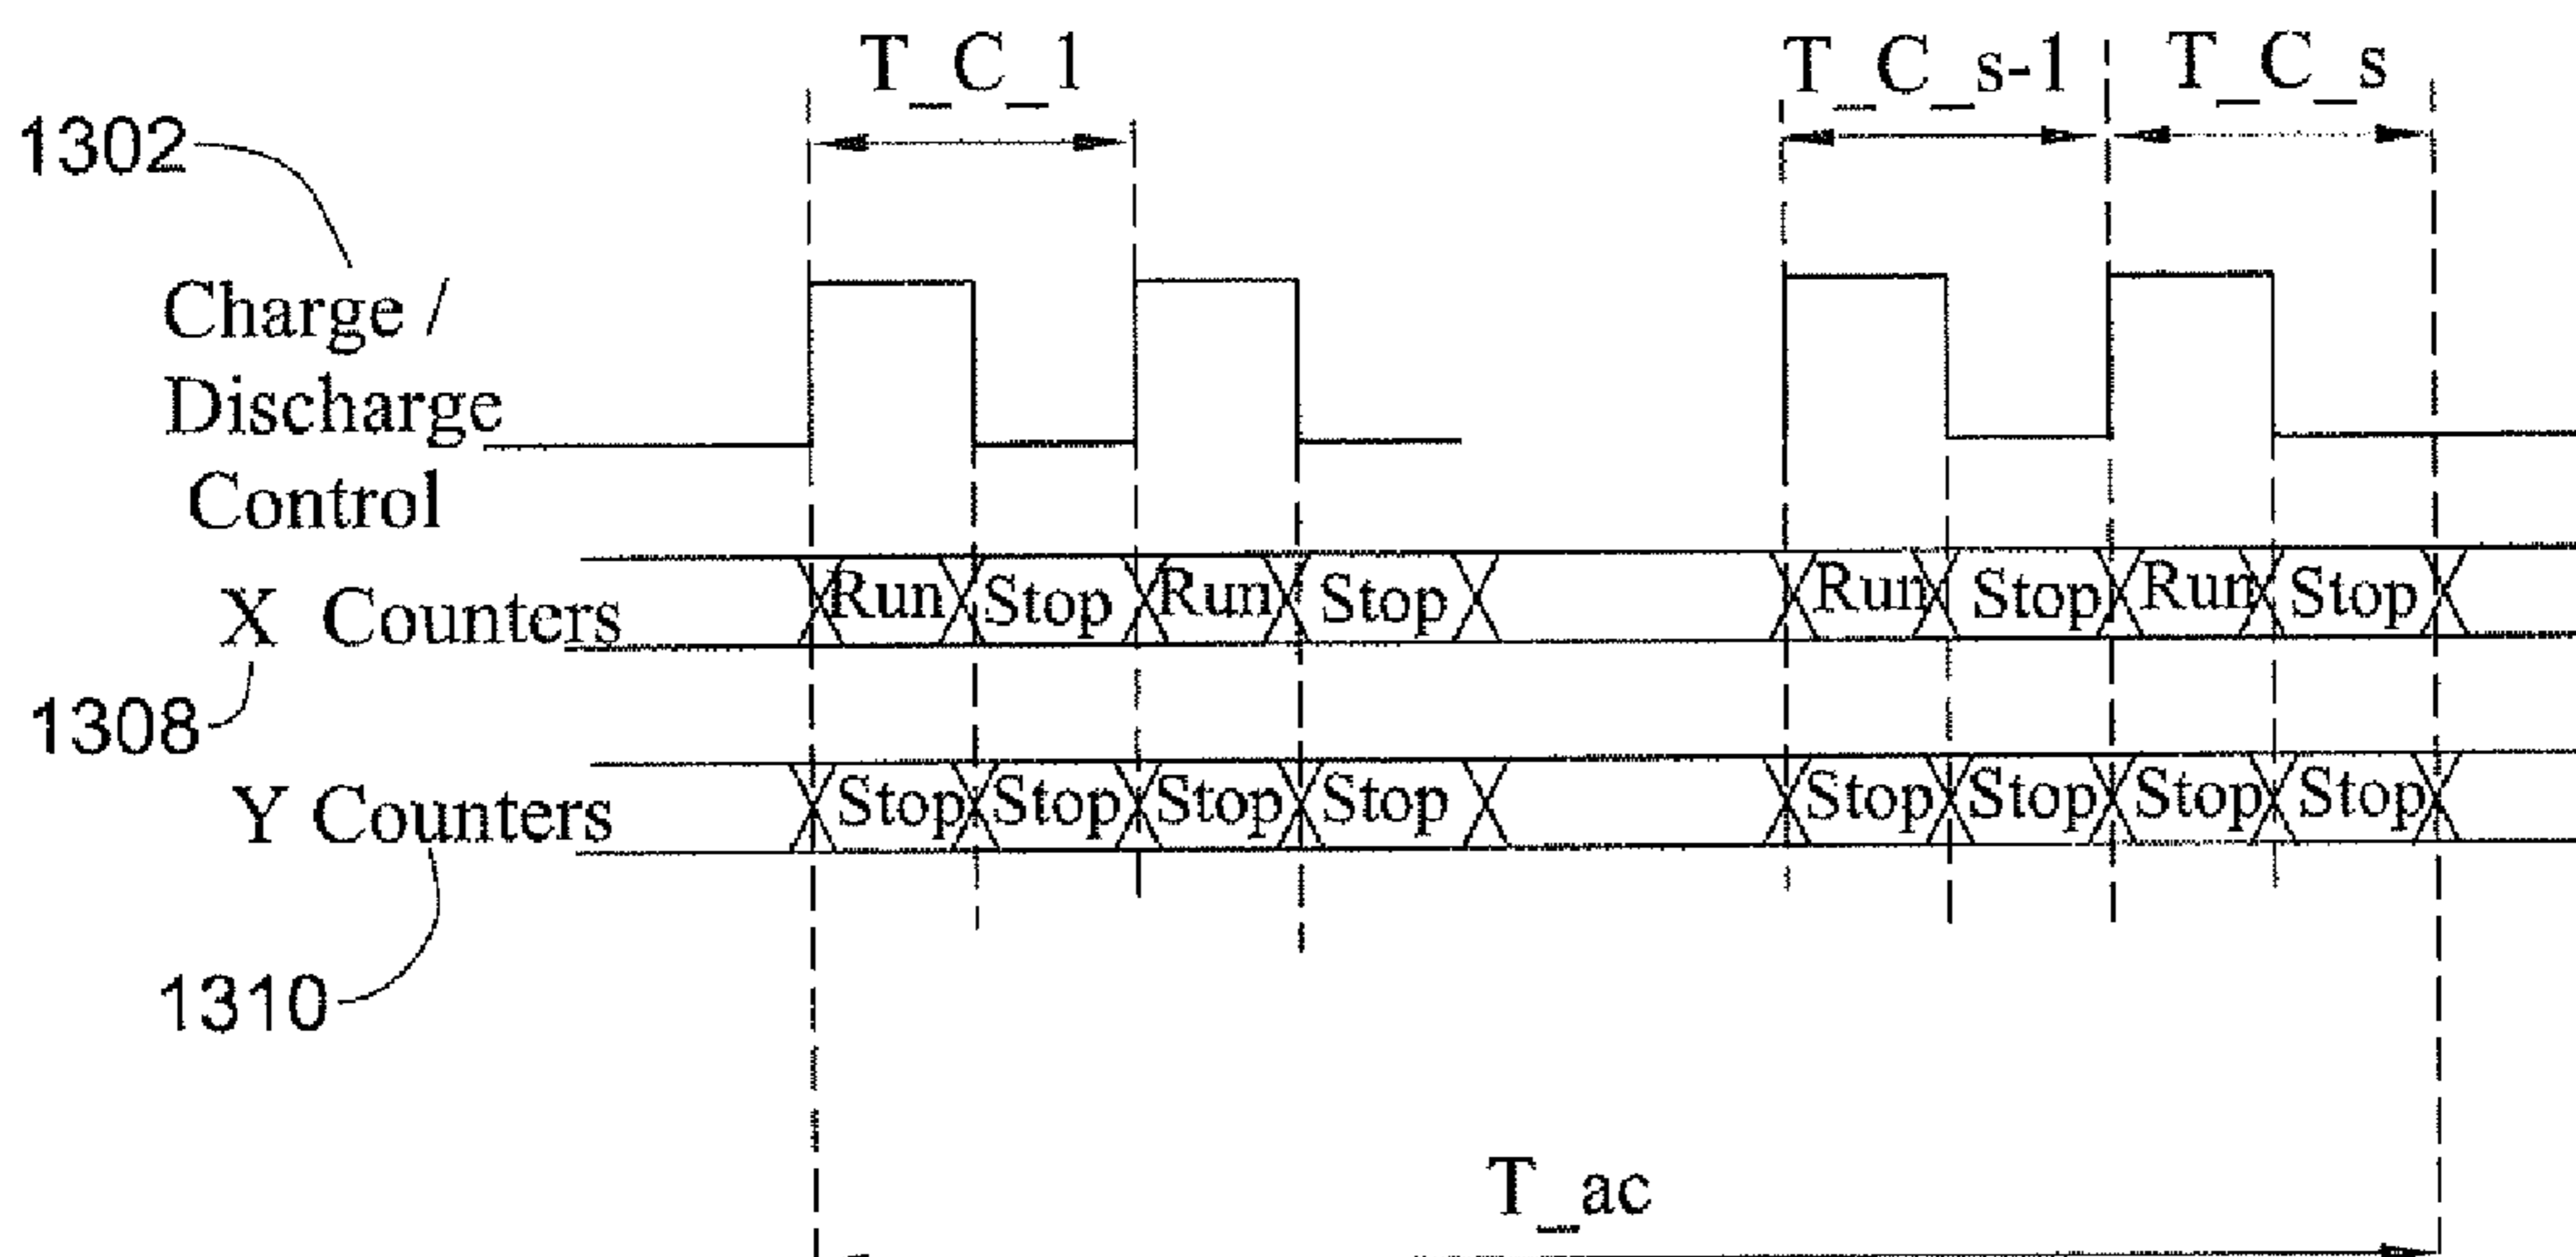 T_C_1
T_C_s-1
T_C_s
1302
Charge /
Discharge
Control
X Counters
Run Stop Run Stop Run Stop Run Stop
1308
Y Counters
Stop Stop Stop Stop Stop Stop Stop Stop
1310
T_ac